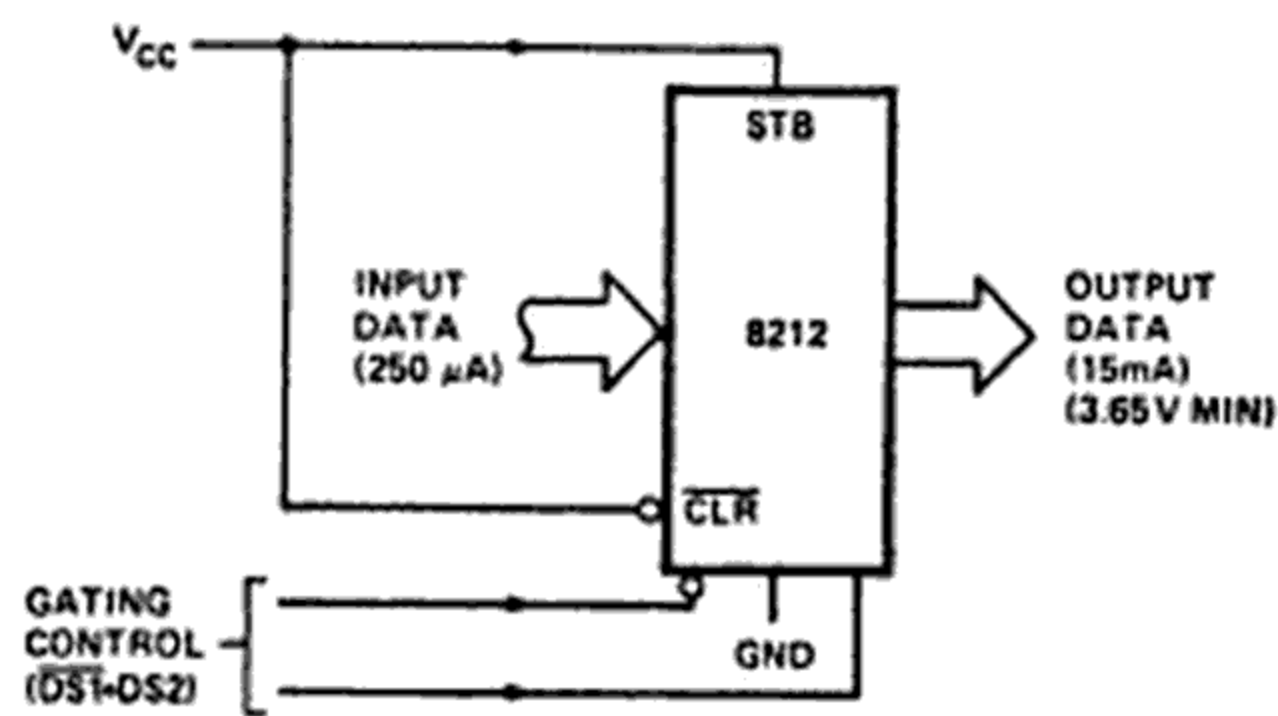 VCC
STB
INPUT
DATA
(250 μA)
8212
OUTPUT
DATA
(15mA)
(3.65V MIN)
CLR
GATING
CONTROL
(DS1•DS2)
GND